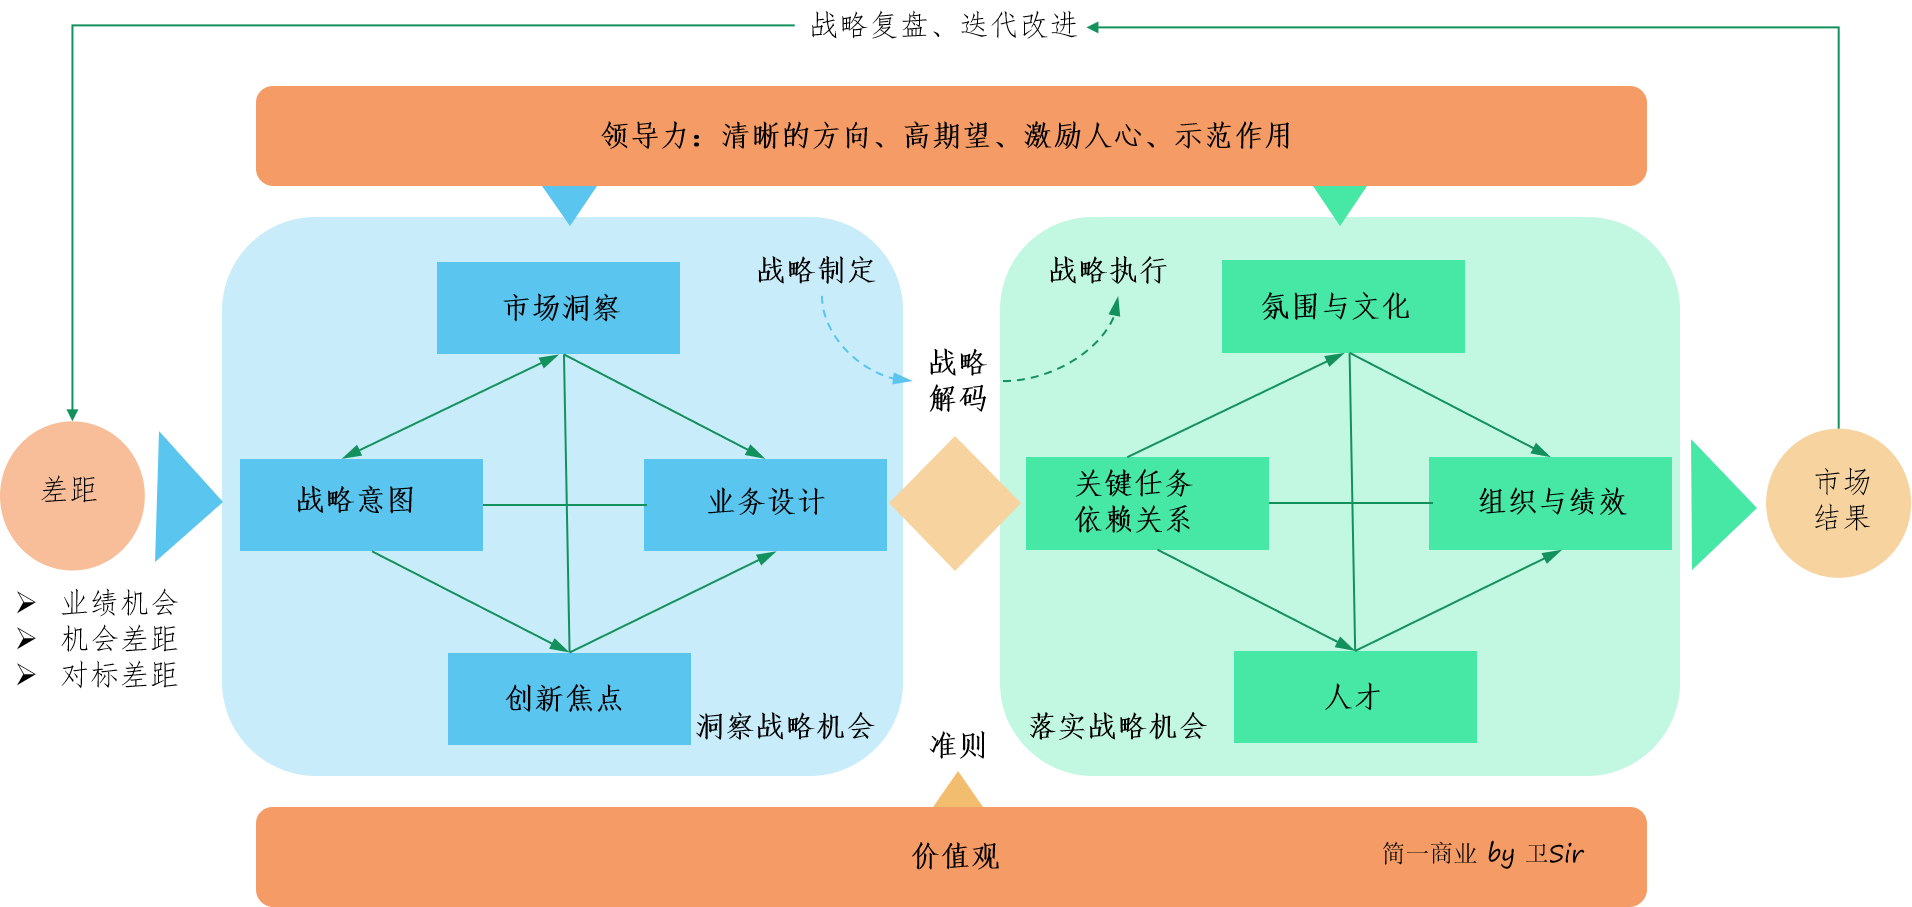 战略复盘、迭代改进
领导力：清晰的方向、高期望、激励人心、示范作用
战略制定
战略执行
市场洞察
氛围与文化
战略
解码
差距
战略意图
业务设计
关键任务
依赖关系
组织与绩效
市场
结果
➢ 业绩机会
➢ 机会差距
➢ 对标差距
创新焦点
人才
洞察战略机会
落实战略机会
准则
价值观
简一商业 by 卫Sir